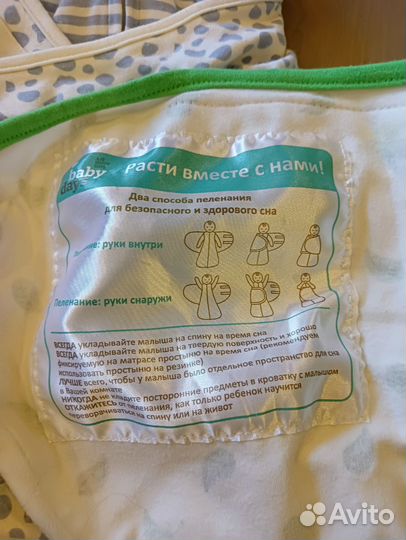 baby
days
Расти вместе с нами!
Два способа пеленания
для безопасного и здорового сна
руки внутри
Пеленание: руки снаружи
ВСЕГДА укладывайте малыша на спину на время сна
ВСЕГДА укладывайте малыша на твердую поверхность и хорошо
фиксируемую на матрасе простыню на время сна (рекомендуем
использовать простыню на резинке)
ЛУЧШЕ всего, чтобы у малыша было отдельное пространство для сна
в Вашей комнате
НИКОГДА не кладите посторонние предметы в кроватку с малышом
ОТКАЖИТЕСЬ от пеленания, как только ребенок научится
переворачиваться на спину или на живот
Avito